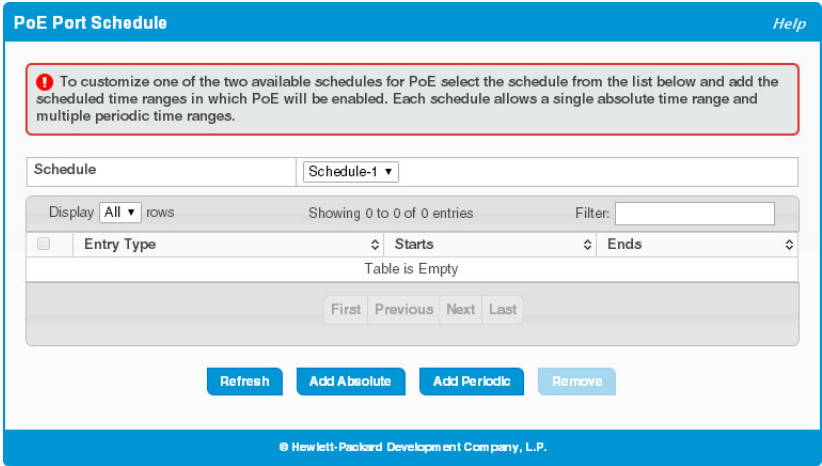 PoE Port Schedule Help
To customize one of the two available schedules for PoE select the schedule from the list below and add the
scheduled time ranges in which PoE will be enabled. Each schedule allows a single absolute time range and
multiple periodic time ranges.
Schedule Schedule-1
Display All rows Showing 0 to 0 of 0 entries Filter:
Entry Type Starts Ends
Table is Empty
First Previous Next Last
Refresh Add Absolute Add Periodic Remove
© Hewlett-Packard Development Company, L.P.